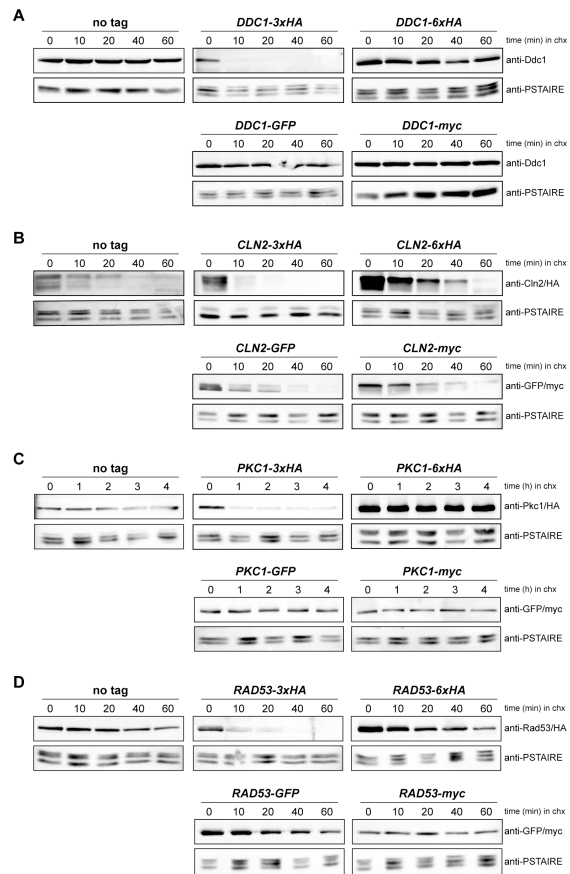 A
no tag DDC1-3xHA DDC1-6xHA
0 10 20 40 60 0 10 20 40 60 0 10 20 40 60 time (min) in chx
anti-Ddc1
anti-PSTAIRE
DDC1-GFP DDC1-myc
0 10 20 40 60 0 10 20 40 60 time (min) in chx
anti-Ddc1
anti-PSTAIRE
B
no tag CLN2-3xHA CLN2-6xHA
0 10 20 40 60 0 10 20 40 60 0 10 20 40 60 time (min) in chx
anti-Cln2/HA
anti-PSTAIRE
CLN2-GFP CLN2-myc
0 10 20 40 60 0 10 20 40 60 time (min) in chx
anti-GFP/myc
anti-PSTAIRE
C
no tag PKC1-3xHA PKC1-6xHA
0 1 2 3 4 0 1 2 3 4 0 1 2 3 4 time (h) in chx
anti-Pkc1/HA
anti-PSTAIRE
PKC1-GFP PKC1-myc
0 1 2 3 4 0 1 2 3 4 time (h) in chx
anti-GFP/myc
anti-PSTAIRE
D
no tag RAD53-3xHA RAD53-6xHA
0 10 20 40 60 0 10 20 40 60 0 10 20 40 60 time (min) in chx
anti-Rad53/HA
anti-PSTAIRE
RAD53-GFP RAD53-myc
0 10 20 40 60 0 10 20 40 60 time (min) in chx
anti-GFP/myc
anti-PSTAIRE